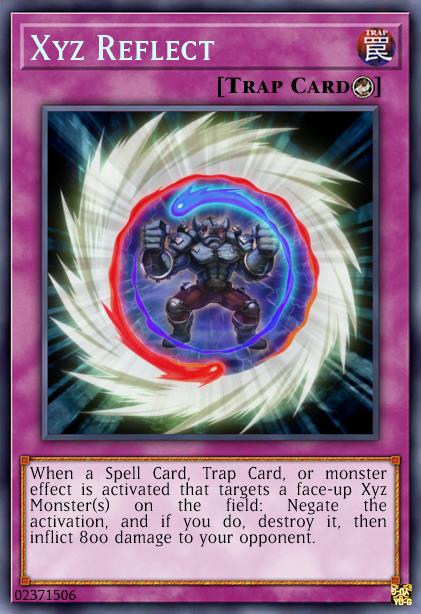 Xyz Reflect
TRAP
罠
[Trap Card]
When a Spell Card, Trap Card, or monster
effect is activated that targets a face-up Xyz
Monster(s) on the field: Negate the
activation, and if you do, destroy it, then
inflict 800 damage to your opponent.
02371506